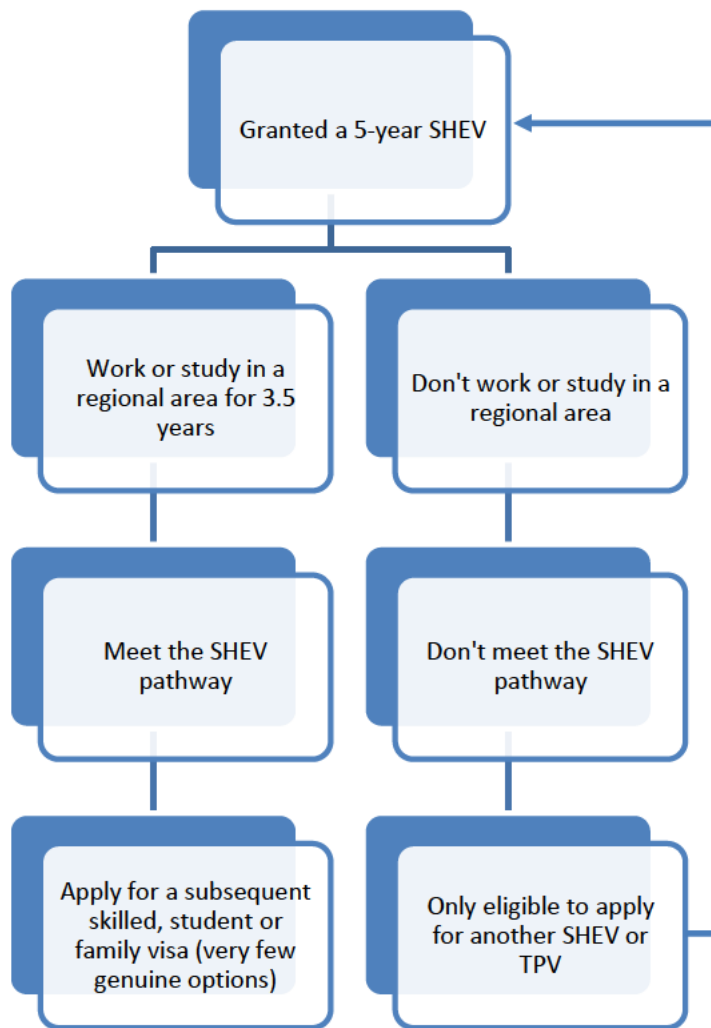 Granted a 5-year SHEV
Work or study in a
regional area for 3.5
years
Don't work or study in a
regional area
Meet the SHEV
pathway
Don't meet the SHEV
pathway
Apply for a subsequent
skilled, student or
family visa (very few
genuine options)
Only eligible to apply
for another SHEV or
TPV